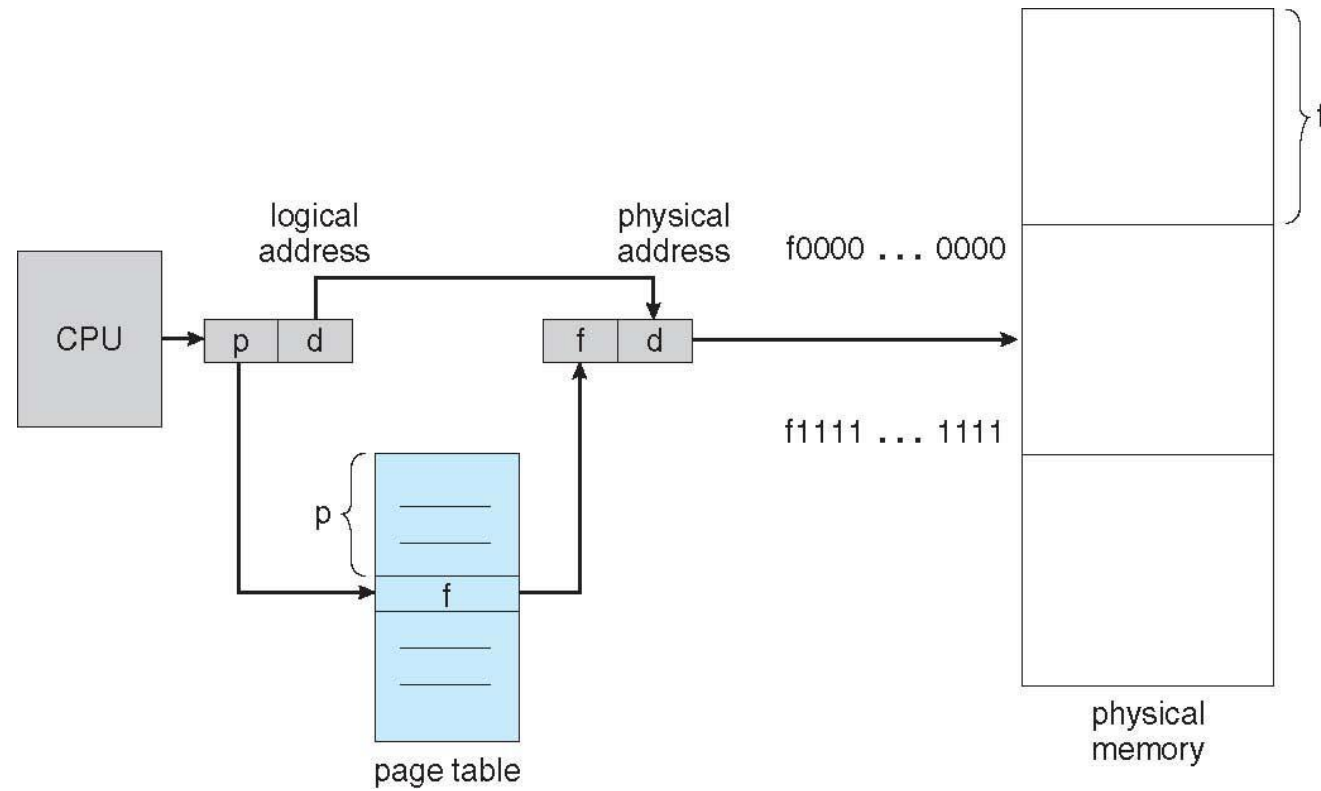 f
logical
address
physical
address
f0000 ... 0000
CPU
p
d
f
d
f1111 ... 1111
p
f
page table
physical
memory